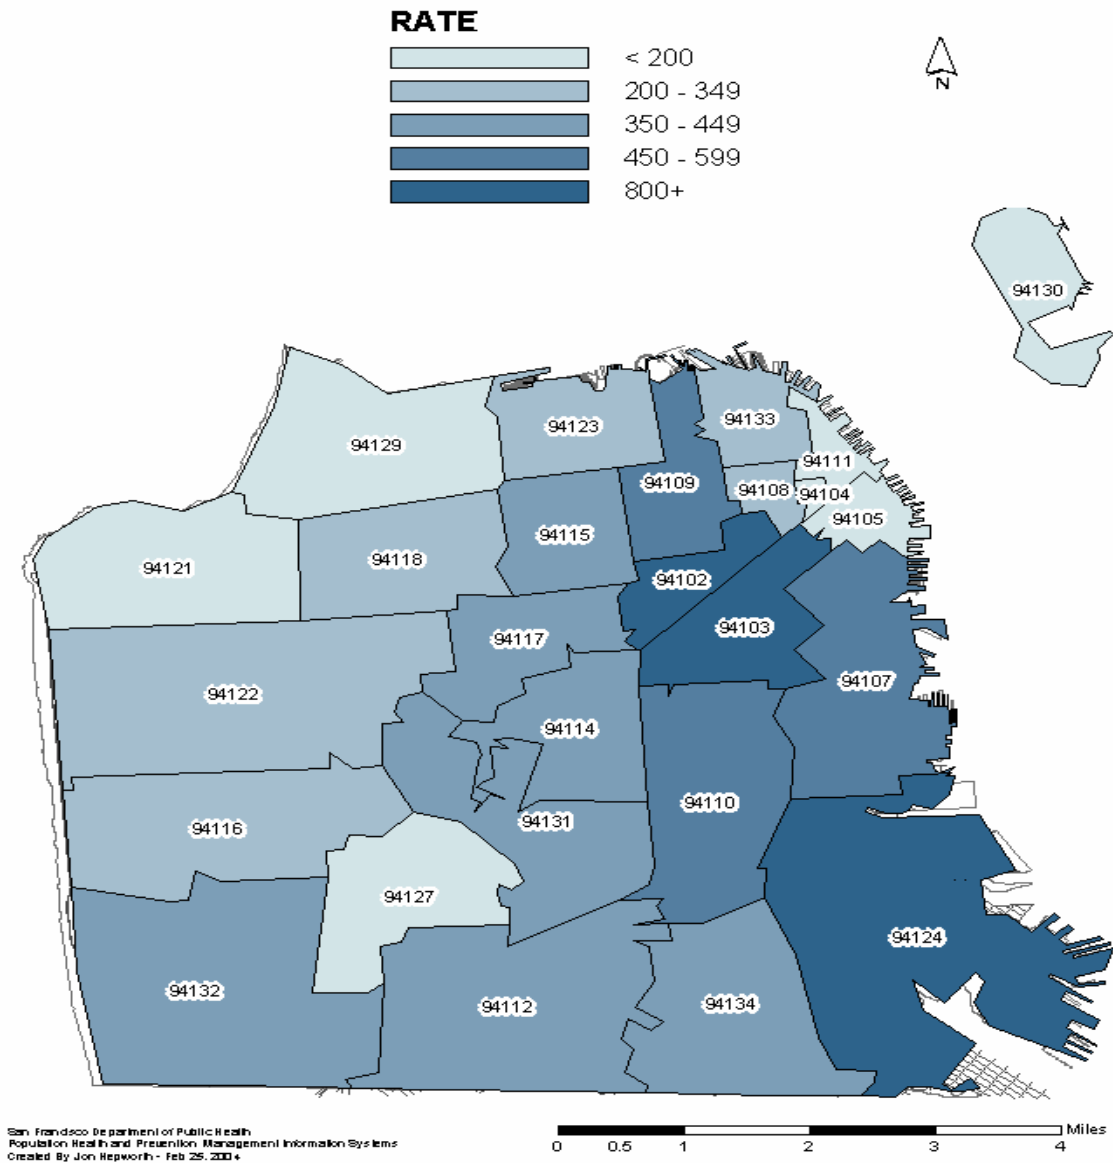 RATE
< 200
200 - 349
350 - 449
450 - 599
800+
N
94130
94123
94133
94129
94111
94109
94108
94104
94105
94115
94118
94121
94102
94103
94117
94107
94122
94114
94110
94131
94116
94127
94124
94132
94112
94134
San Francisco Department of Public Health
Population Health and Prevention Management Information Systems
Created By Jon Hepworth - Feb 25, 2004
Miles
0 0.5 1 2 3 4